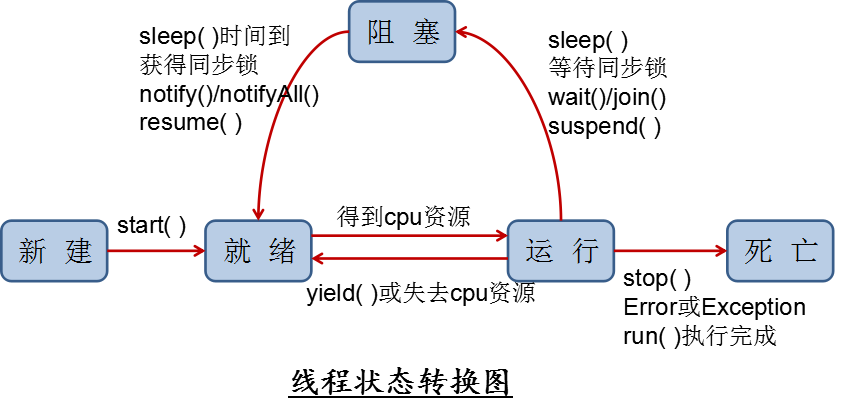 阻 塞
sleep( )时间到
获得同步锁
notify()/notifyAll()
resume( )
sleep( )
等待同步锁
wait()/join()
suspend( )
新 建
start( )
就 绪
得到cpu资源
yield( )或失去cpu资源
运 行
死 亡
stop( )
Error或Exception
run( )执行完成
线程状态转换图